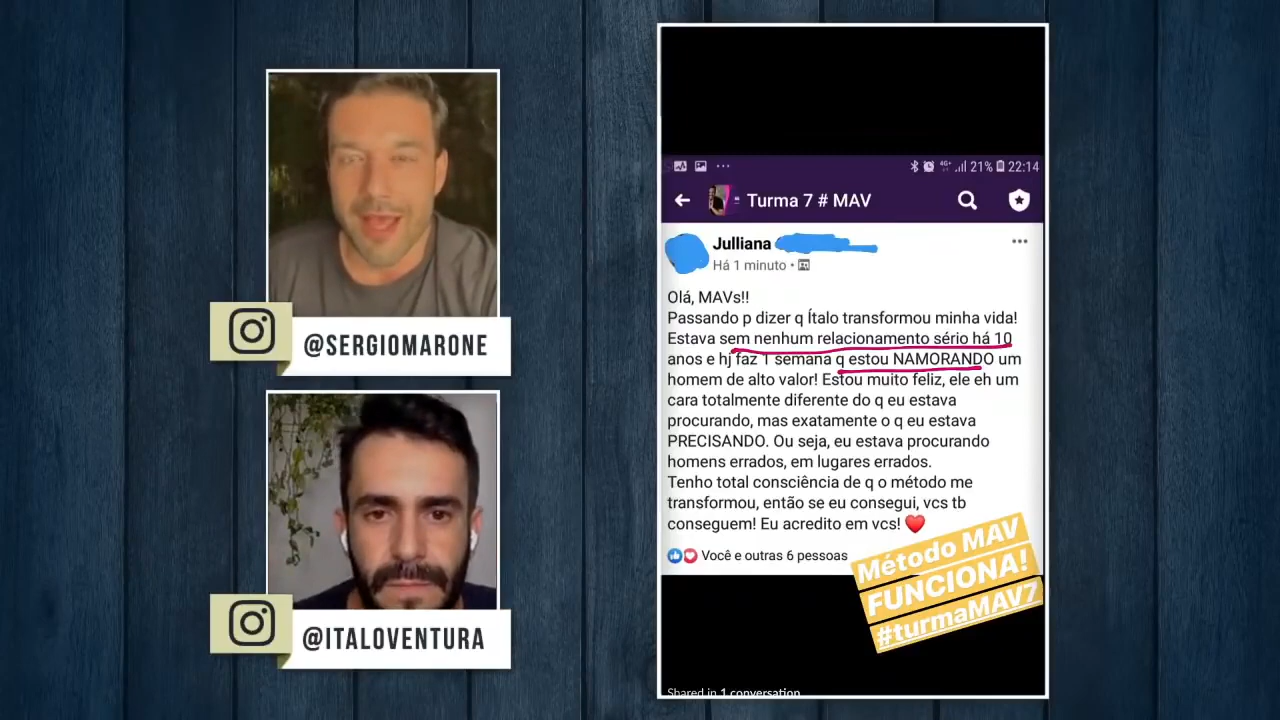 @SERGIOMARONE
@ITALOVENTURA
21% 22:14
Turma 7 # MAV
Julliana
Há 1 minuto •
Olá, MAVs!!
Passando p dizer q Ítalo transformou minha vida!
Estava sem nenhum relacionamento sério há 10
anos e hj faz 1 semana q estou NAMORANDO um
homem de alto valor! Estou muito feliz, ele eh um
cara totalmente diferente do q eu estava
procurando, mas exatamente o q eu estava
PRECISANDO. Ou seja, eu estava procurando
homens errados, em lugares errados.
Tenho total consciência de q o método me
transformou, então se eu consegui, vcs tb
conseguem! Eu acredito em vcs! ❤️
Você e outras 6 pessoas
Método MAV
FUNCIONA!
#turmaMAV7
Shared in 1 conversation